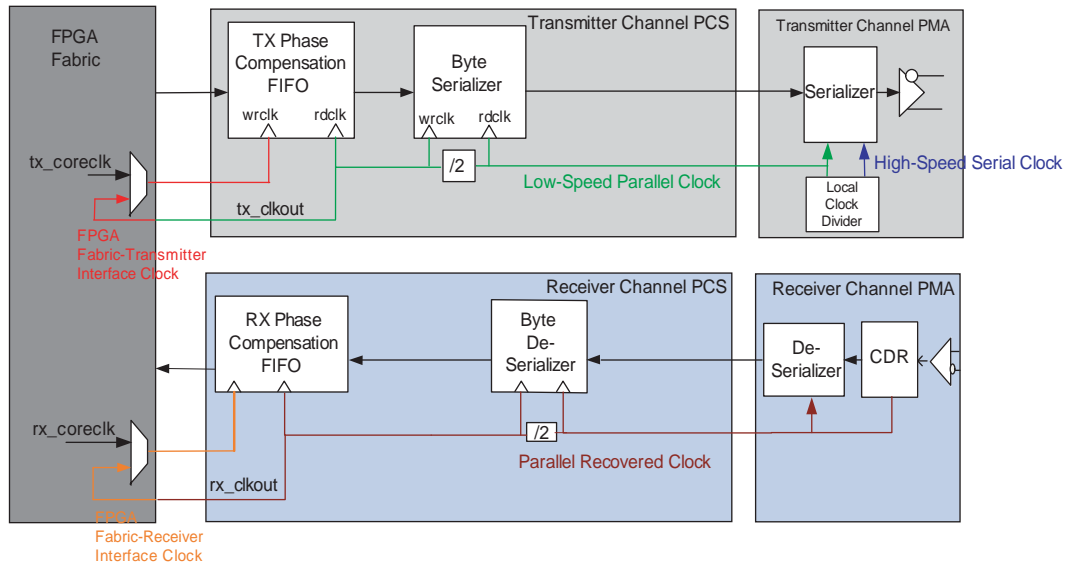 FPGA
Fabric
Transmitter Channel PCS
Transmitter Channel PMA
TX Phase
Compensation
FIFO
wrclk
rdclk
Byte
Serializer
wrclk
rdclk
/2
Serializer
tx_coreclk
High-Speed Serial Clock
Low-Speed Parallel Clock
Local
Clock
Divider
tx_clkout
FPGA
Fabric-Transmitter
Interface Clock
Receiver Channel PCS
Receiver Channel PMA
RX Phase
Compensation
FIFO
Byte
De-
Serializer
De-
Serializer
CDR
/2
rx_coreclk
Parallel Recovered Clock
rx_clkout
FPGA
Fabric-Receiver
Interface Clock